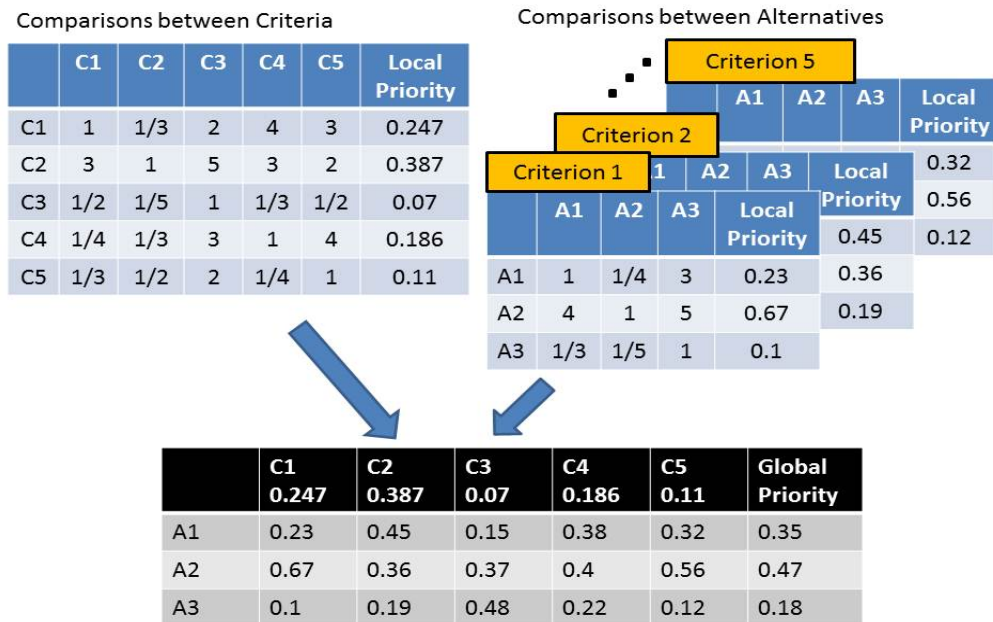 Comparisons between Criteria
C1 C2 C3 C4 C5 Local Priority
C1 1 1/3 2 4 3 0.247
C2 3 1 5 3 2 0.387
C3 1/2 1/5 1 1/3 1/2 0.07
C4 1/4 1/3 3 1 4 0.186
C5 1/3 1/2 2 1/4 1 0.11
Comparisons between Alternatives
Criterion 5
A1 A2 A3 Local Priority
0.32
0.56
0.12
Criterion 2
A2 A3 Local Priority
0.45
0.36
0.19
Criterion 1
A1 A2 A3 Local Priority
A1 1 1/4 3 0.23
A2 4 1 5 0.67
A3 1/3 1/5 1 0.1
C1 C2 C3 C4 C5 Global
0.247 0.387 0.07 0.186 0.11 Priority
A1 0.23 0.45 0.15 0.38 0.32 0.35
A2 0.67 0.36 0.37 0.4 0.56 0.47
A3 0.1 0.19 0.48 0.22 0.12 0.18